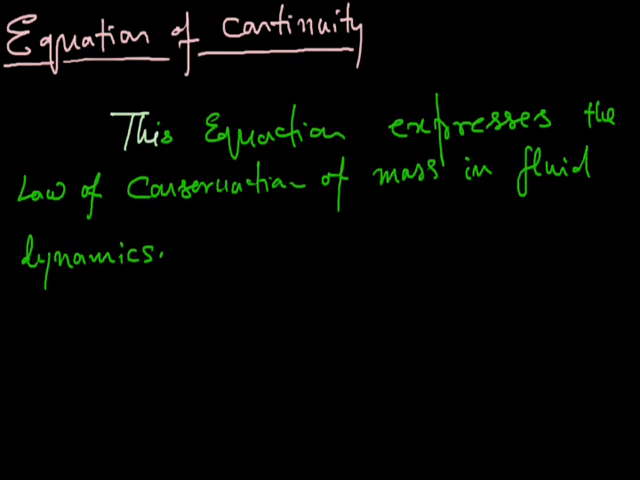 Equation of continuity
This Equation expresses the
Law of Conservation of mass in fluid
dynamics.